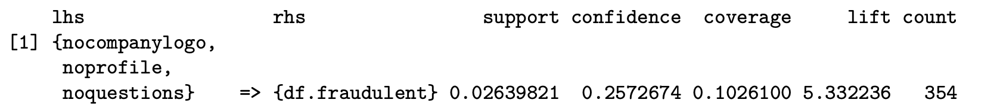 lhs rhs support confidence coverage lift count
[1] {nocompanylogo,
noprofile,
noquestions} => {df.fraudulent} 0.02639821 0.2572674 0.1026100 5.332236 354